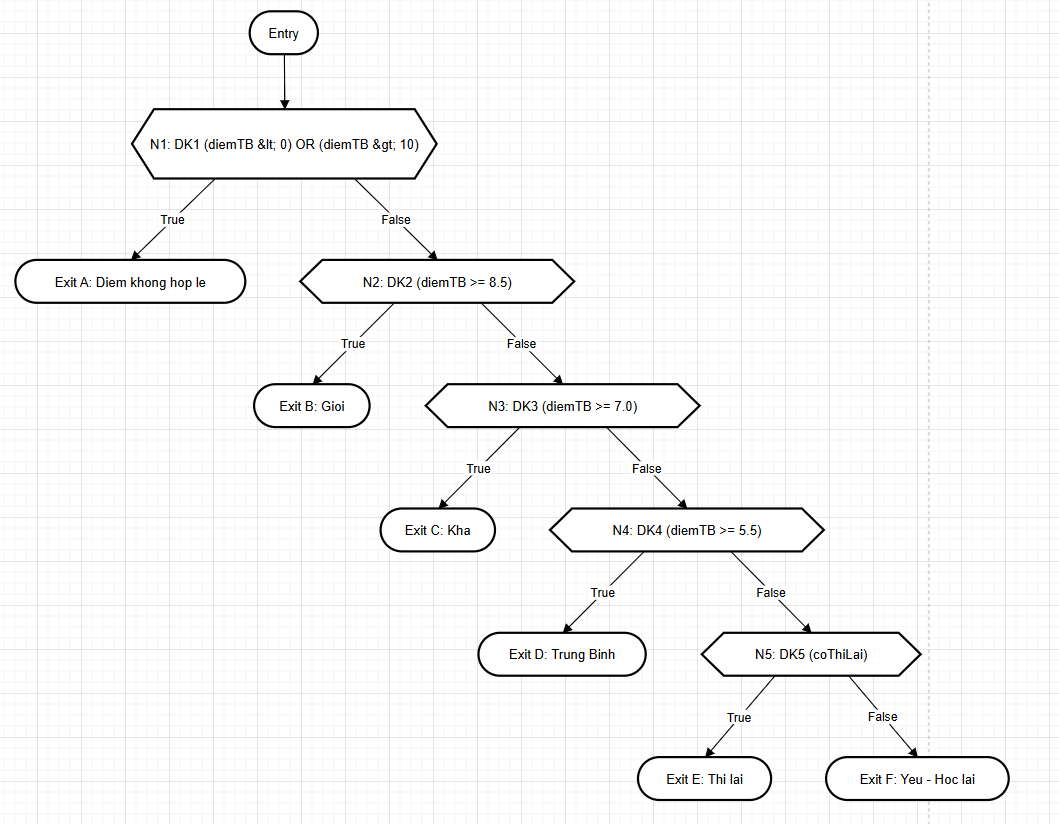 Entry
N1: DK1 (diemTB &lt; 0) OR (diemTB &gt; 10)
True
False
Exit A: Diem khong hop le
N2: DK2 (diemTB >= 8.5)
True
False
Exit B: Gioi
N3: DK3 (diemTB >= 7.0)
True
False
Exit C: Kha
N4: DK4 (diemTB >= 5.5)
True
False
Exit D: Trung Binh
N5: DK5 (coThiLai)
True
False
Exit E: Thi lai
Exit F: Yeu - Hoc lai